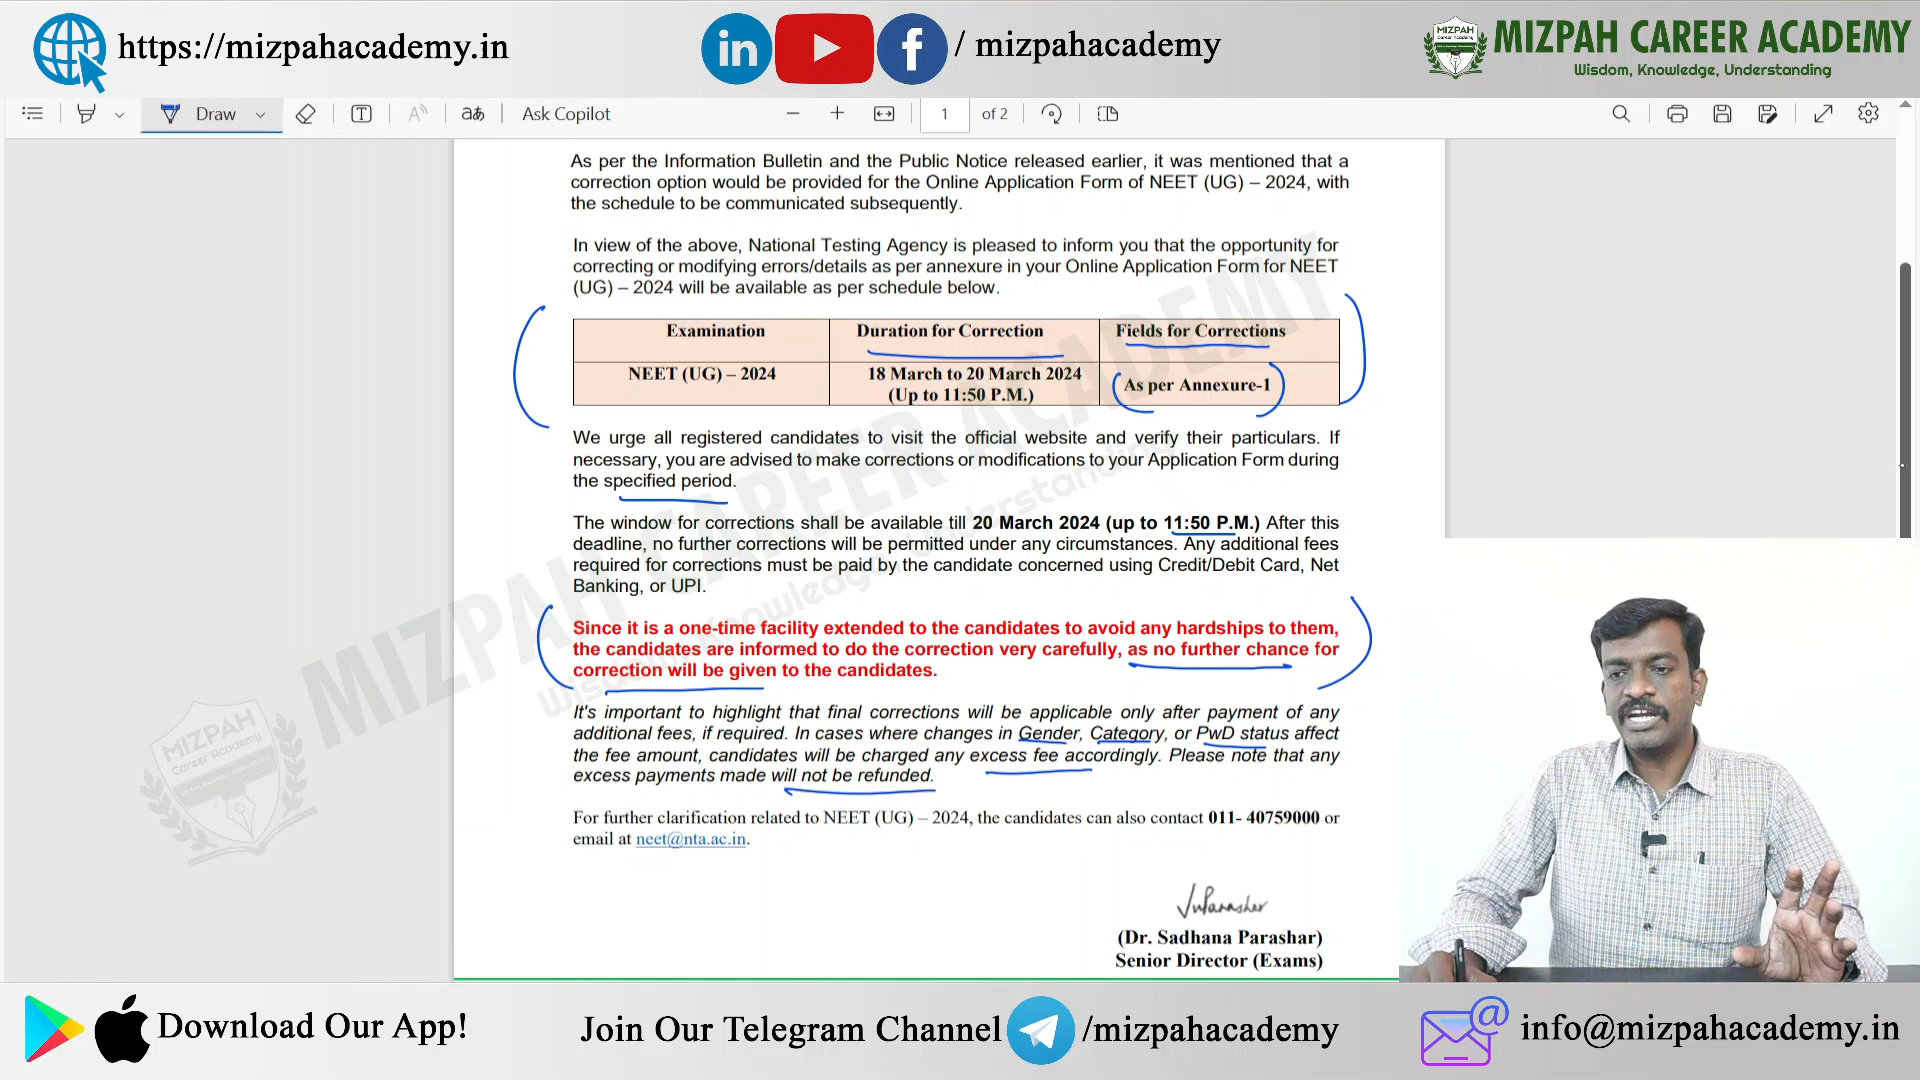 https://mizpahacademy.in
/ mizpahacademy
MIZPAH CAREER ACADEMY
Wisdom, Knowledge, Understanding
Draw
Ask Copilot
1 of 2
As per the Information Bulletin and the Public Notice released earlier, it was mentioned that a
correction option would be provided for the Online Application Form of NEET (UG) – 2024, with
the schedule to be communicated subsequently.
In view of the above, National Testing Agency is pleased to inform you that the opportunity for
correcting or modifying errors/details as per annexure in your Online Application Form for NEET
(UG) – 2024 will be available as per schedule below.
Examination Duration for Correction Fields for Corrections
NEET (UG) – 2024 18 March to 20 March 2024 As per Annexure-1
(Up to 11:50 P.M.)
We urge all registered candidates to visit the official website and verify their particulars. If
necessary, you are advised to make corrections or modifications to your Application Form during
the specified period.
The window for corrections shall be available till 20 March 2024 (up to 11:50 P.M.) After this
deadline, no further corrections will be permitted under any circumstances. Any additional fees
required for corrections must be paid by the candidate concerned using Credit/Debit Card, Net
Banking, or UPI.
Since it is a one-time facility extended to the candidates to avoid any hardships to them,
the candidates are informed to do the correction very carefully, as no further chance for
correction will be given to the candidates.
It's important to highlight that final corrections will be applicable only after payment of any
additional fees, if required. In cases where changes in Gender, Category, or PwD status affect
the fee amount, candidates will be charged any excess fee accordingly. Please note that any
excess payments made will not be refunded.
For further clarification related to NEET (UG) – 2024, the candidates can also contact 011- 40759000 or
email at neet@nta.ac.in.
(Dr. Sadhana Parashar)
Senior Director (Exams)
MIZPAH CAREER ACADEMY
Wisdom, Knowledge, Understanding
MIZPAH
Career Academy
Download Our App!
Join Our Telegram Channel /mizpahacademy
info@mizpahacademy.in